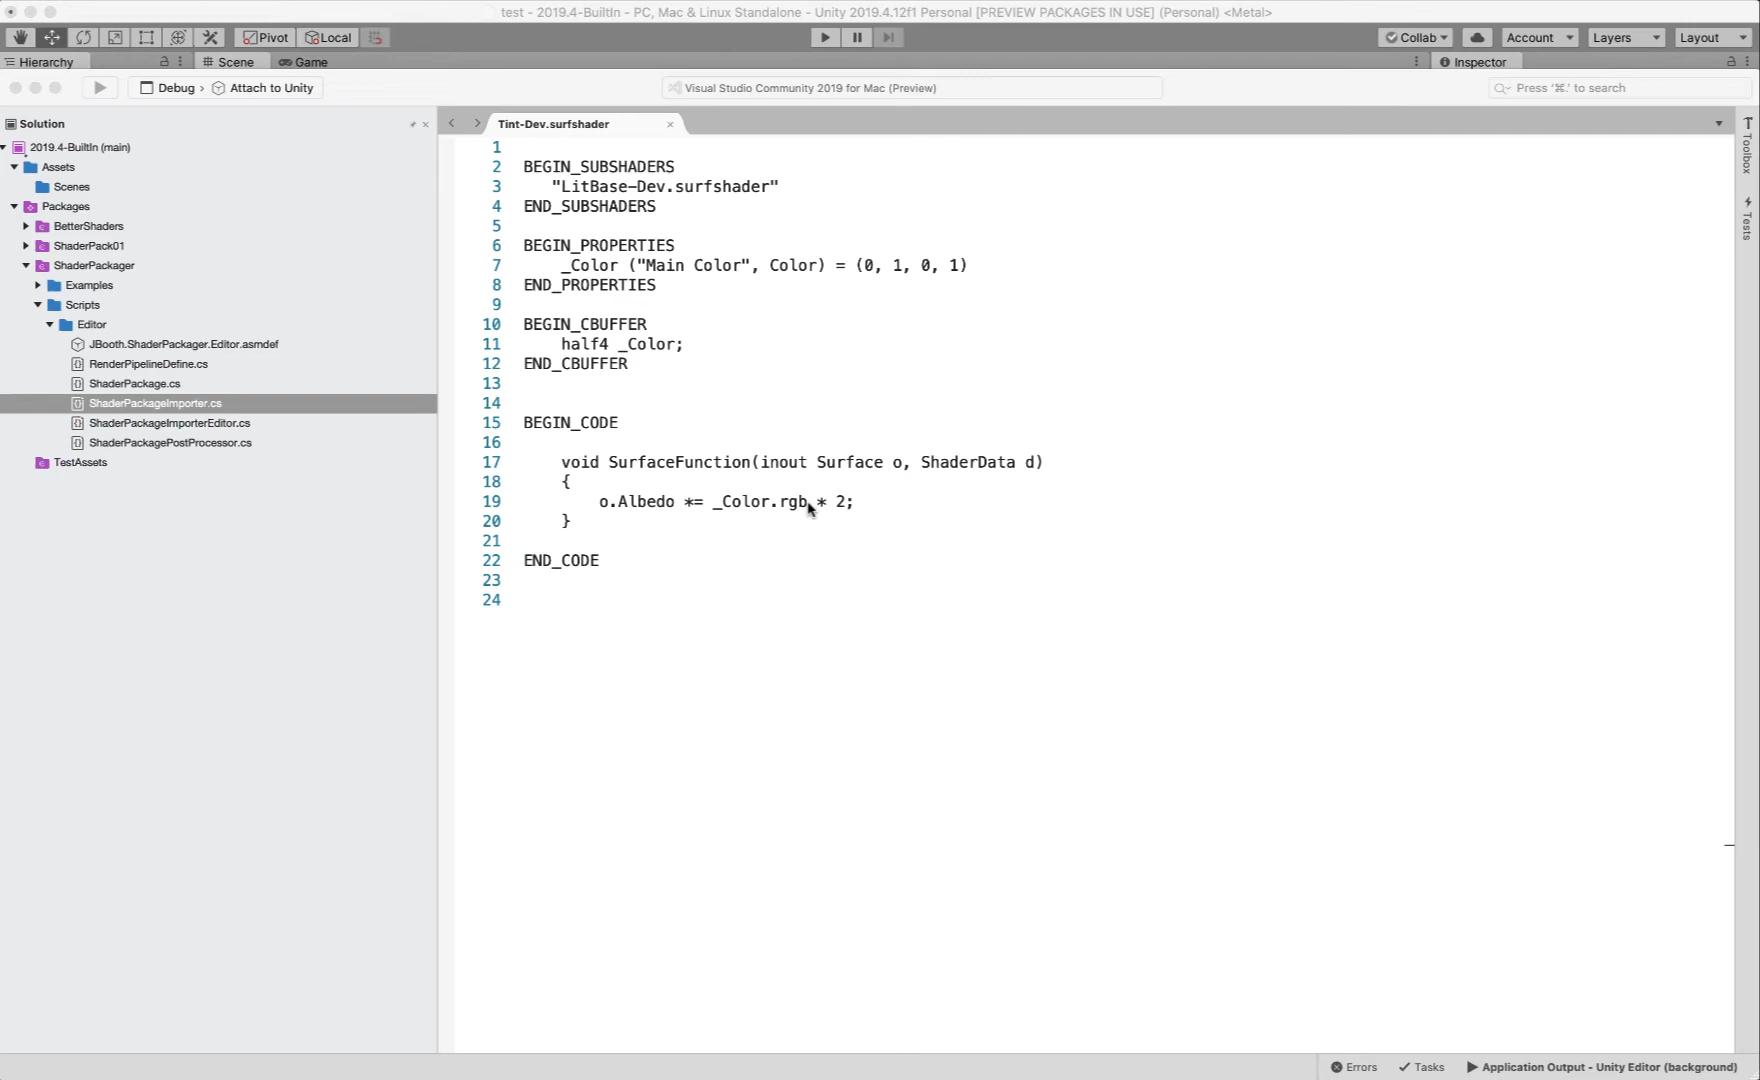 test - 2019.4-BuiltIn - PC, Mac & Linux Standalone - Unity 2019.4.12f1 Personal [PREVIEW PACKAGES IN USE] (Personal) <Metal>
Pivot Local Collab Account Layers Layout
Hierarchy Scene Game Inspector
Debug › Attach to Unity Visual Studio Community 2019 for Mac (Preview) Press '⌘.' to search
Solution
2019.4-BuiltIn (main)
Assets
Scenes
Packages
BetterShaders
ShaderPack01
ShaderPackager
Examples
Scripts
Editor
JBooth.ShaderPackager.Editor.asmdef
RenderPipelineDefine.cs
ShaderPackage.cs
ShaderPackageImporter.cs
ShaderPackageImporterEditor.cs
ShaderPackagePostProcessor.cs
TestAssets
Tint-Dev.surfshader
1
2 BEGIN_SUBSHADERS
3 "LitBase-Dev.surfshader"
4 END_SUBSHADERS
5
6 BEGIN_PROPERTIES
7 _Color ("Main Color", Color) = (0, 1, 0, 1)
8 END_PROPERTIES
9
10 BEGIN_CBUFFER
11 half4 _Color;
12 END_CBUFFER
13
14
15 BEGIN_CODE
16
17 void SurfaceFunction(inout Surface o, ShaderData d)
18 {
19 o.Albedo *= _Color.rgb * 2;
20 }
21
22 END_CODE
23
24
Toolbox
Tests
Errors Tasks Application Output - Unity Editor (background)